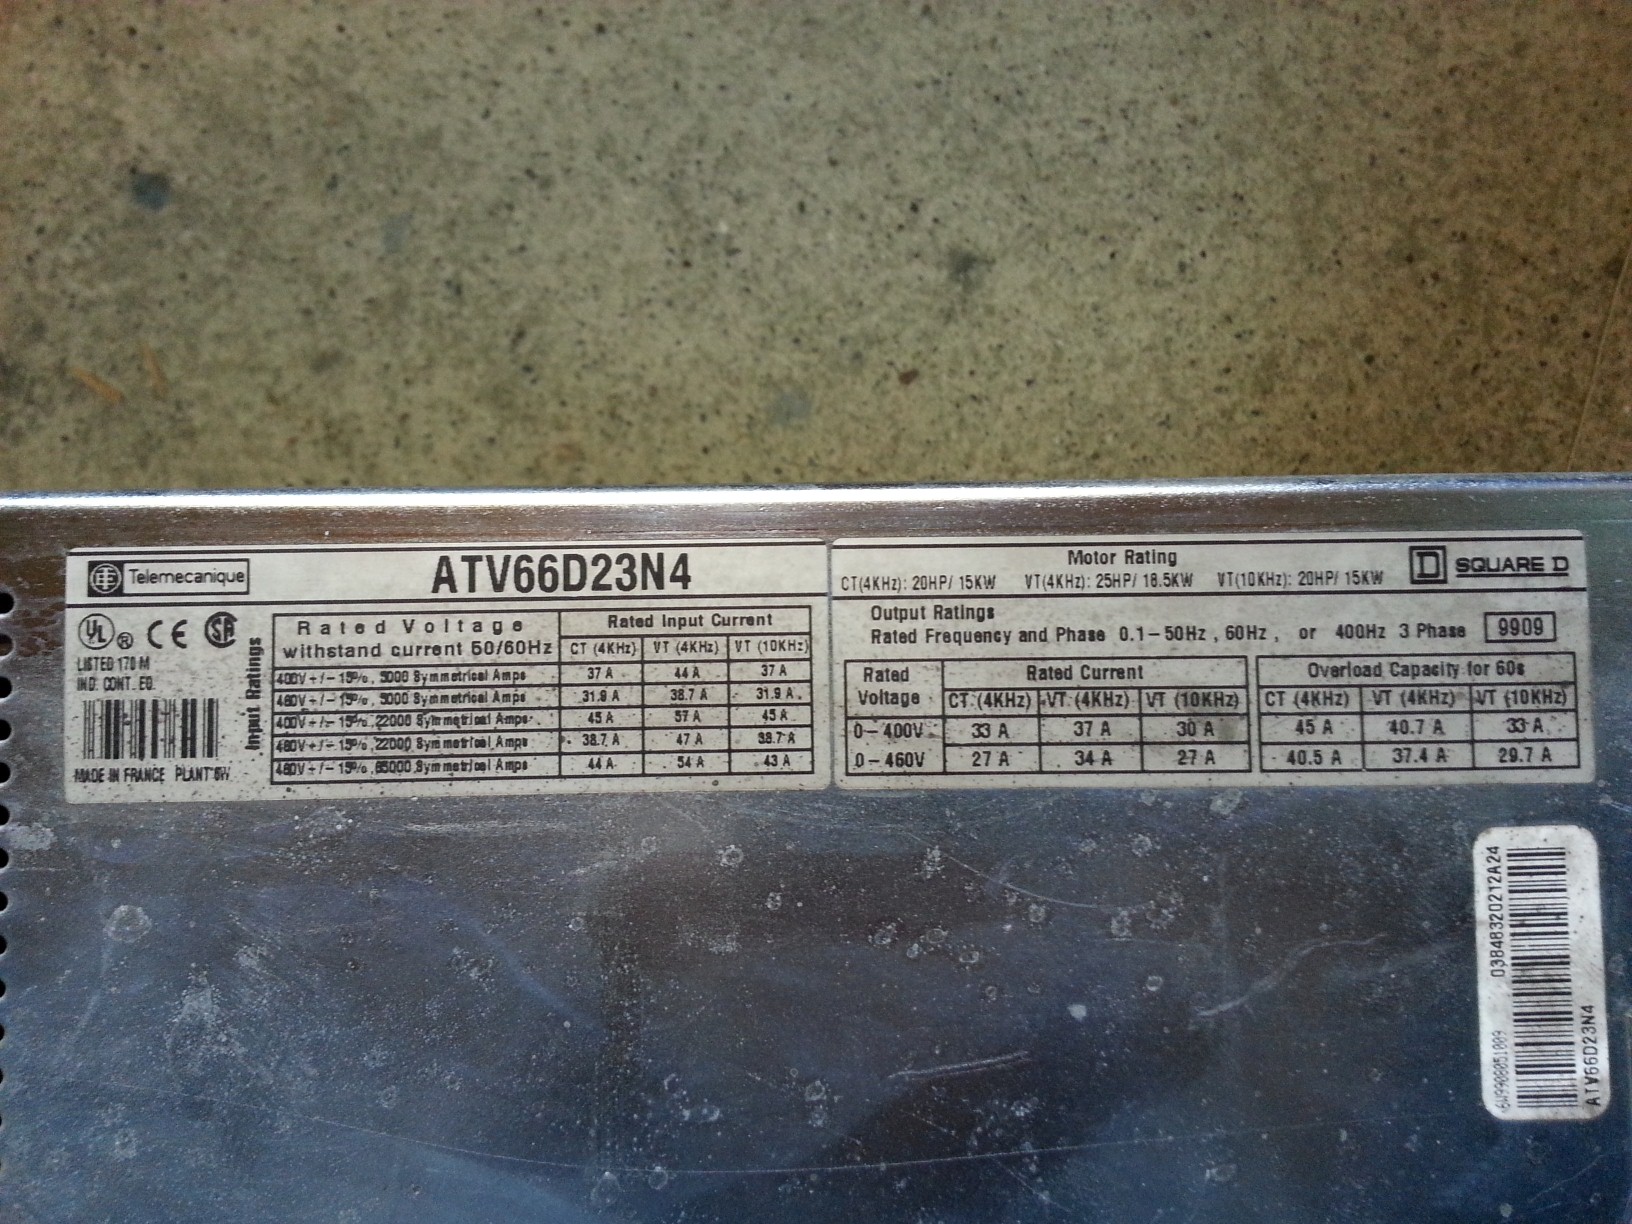 Telemecanique
ATV66D23N4
UL ® CE SA
LISTED 170 M
IND. CONT. EQ.
MADE IN FRANCE PLANT 6W
Input Ratings
Rated Voltage withstand current 50/60Hz
Rated Input Current
CT (4KHz) VT (4KHz) VT (10KHz)
400V +/- 15%, 5000 Symmetrical Amps 37 A 44 A 37 A
460V +/- 15%, 5000 Symmetrical Amps 31.9 A 38.7 A 31.9 A
400V +/- 15%, 22000 Symmetrical Amps 45 A 57 A 45 A
460V +/- 15%, 22000 Symmetrical Amps 38.7 A 47 A 38.7 A
460V +/- 15%, 65000 Symmetrical Amps 44 A 54 A 43 A
Motor Rating
CT(4KHz): 20HP/ 15KW VT(4KHz): 25HP/ 18.5KW VT(10KHz): 20HP/ 15KW
D SQUARE D
Output Ratings
Rated Frequency and Phase 0.1-50Hz , 60Hz , or 400Hz 3 Phase
9909
Rated Voltage
Rated Current
Overload Capacity for 60s
CT (4KHz) VT (4KHz) VT (10KHz) CT (4KHz) VT (4KHz) VT (10KHz)
0-400V 33 A 37 A 30 A 45 A 40.7 A 33 A
0-460V 27 A 34 A 27 A 40.5 A 37.4 A 29.7 A
03848320212A24
ATV66D23N4